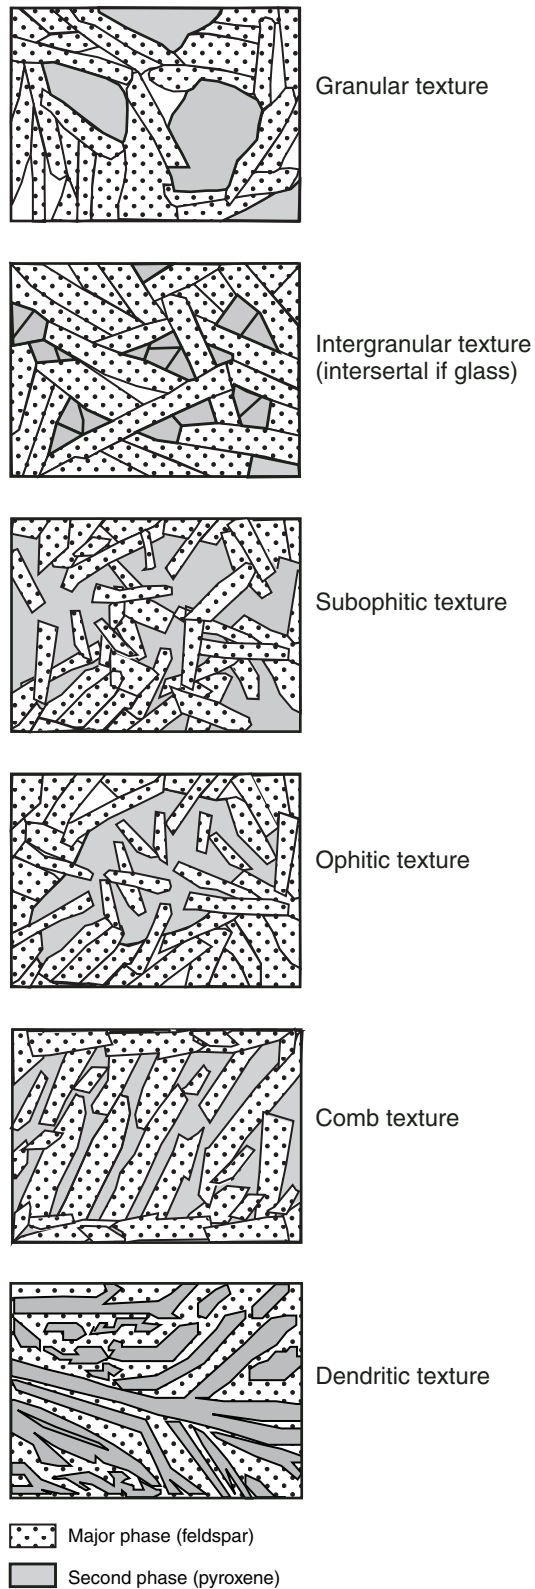 Granular texture
Intergranular texture
(intersertal if glass)
Subophitic texture
Ophitic texture
Comb texture
Dendritic texture
Major phase (feldspar)
Second phase (pyroxene)